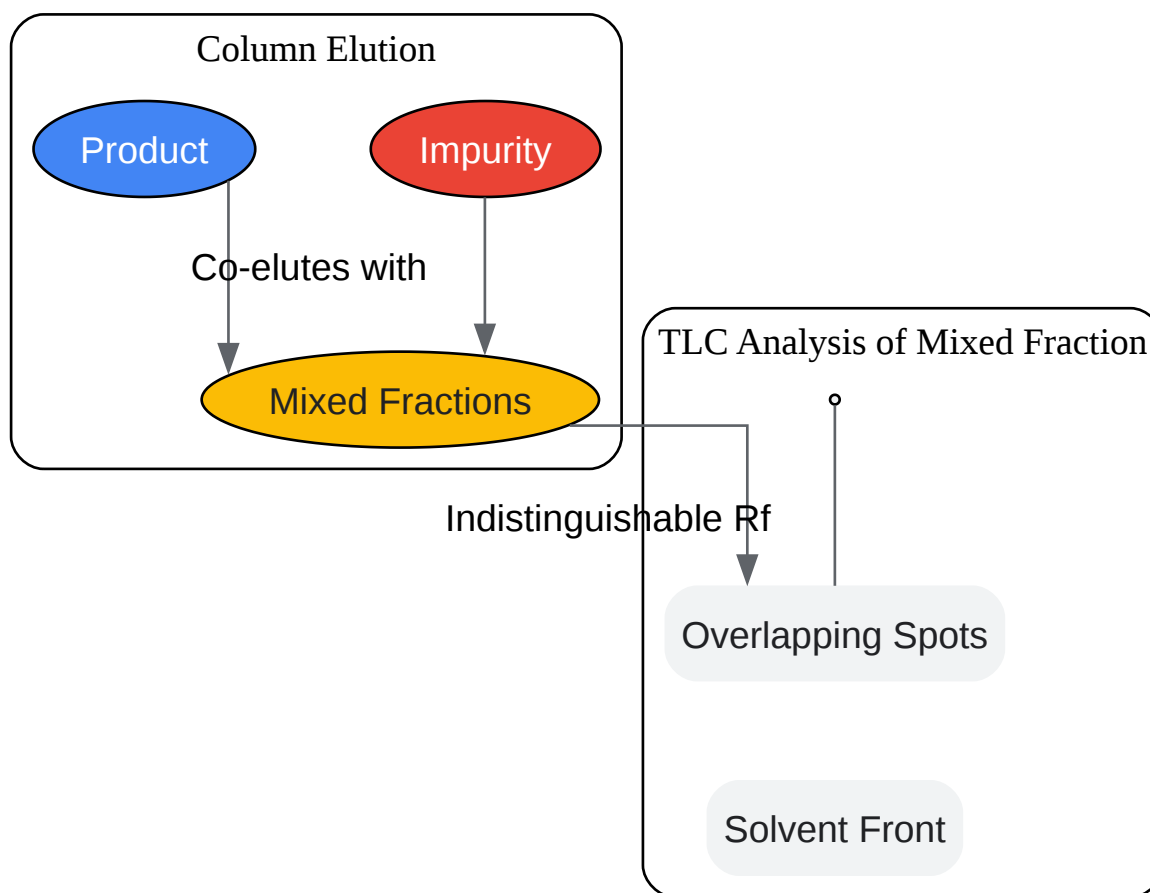 Column Elution
Product
Impurity
Co-elutes with
Mixed Fractions
TLC Analysis of Mixed Fraction
Indistinguishable Rf
Overlapping Spots
Solvent Front